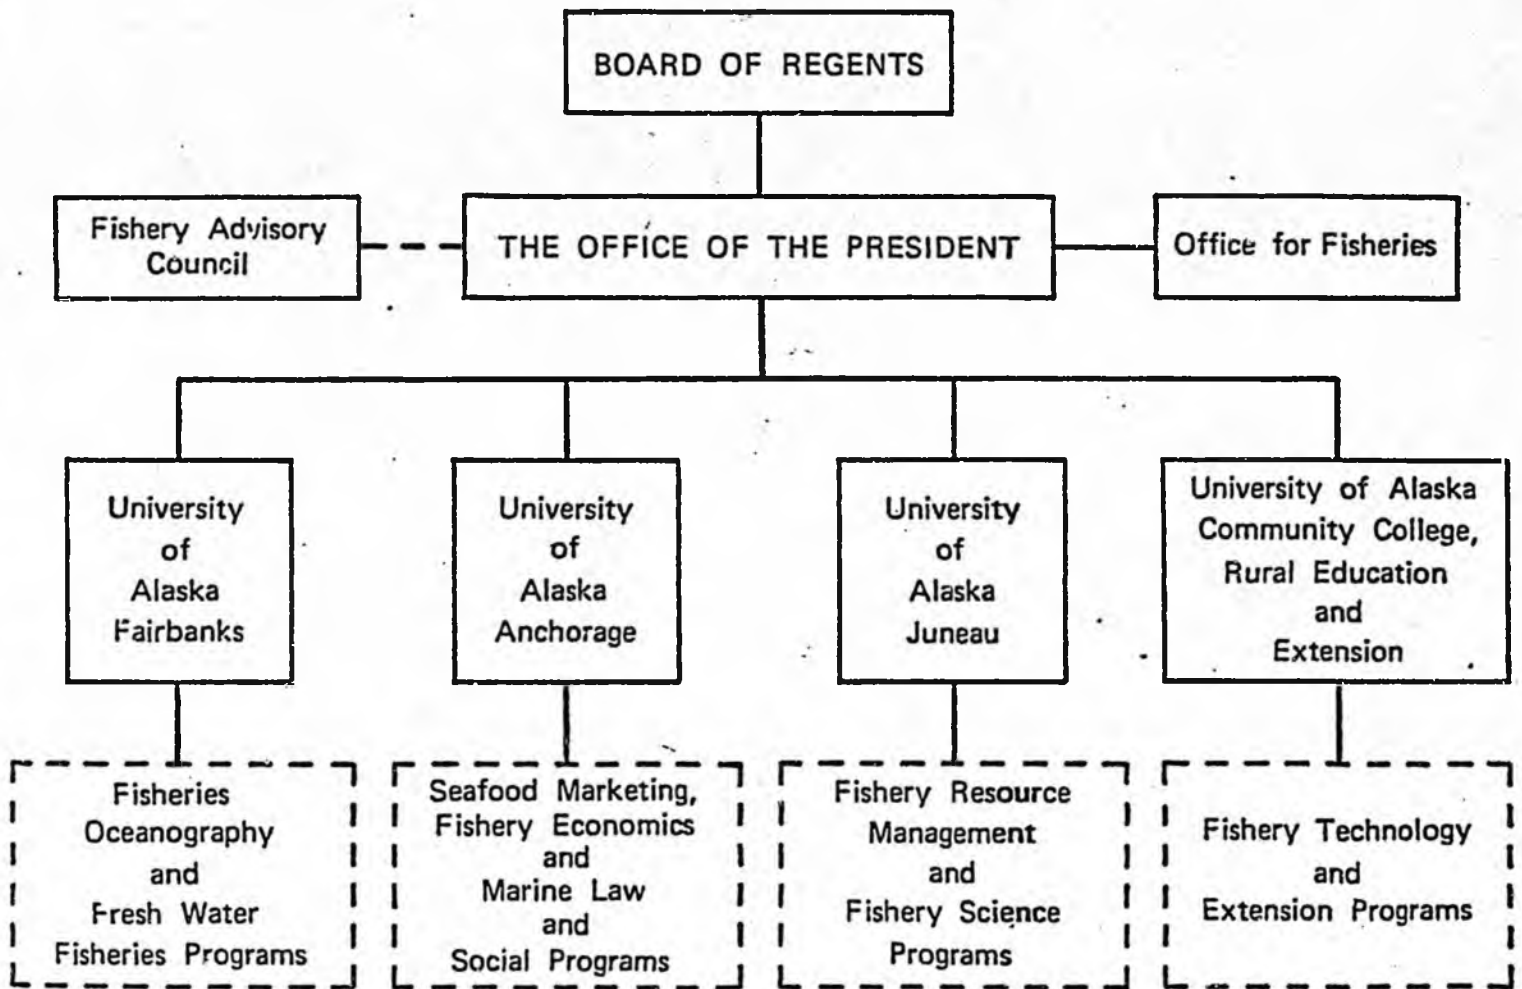 BOARD OF REGENTS
Fishery Advisory
Council
THE OFFICE OF THE PRESIDENT
Office for Fisheries
University
of
Alaska
Fairbanks
University
of
Alaska
Anchorage
University
of
Alaska
Juneau
University of Alaska
Community College,
Rural Education
and
Extension
Fisheries
Oceanography
and
Fresh Water
Fisheries Programs
Seafood Marketing,
Fishery Economics
and
Marine Law
and
Social Programs
Fishery Resource
Management
and
Fishery Science
Programs
Fishery Technology
and
Extension Programs